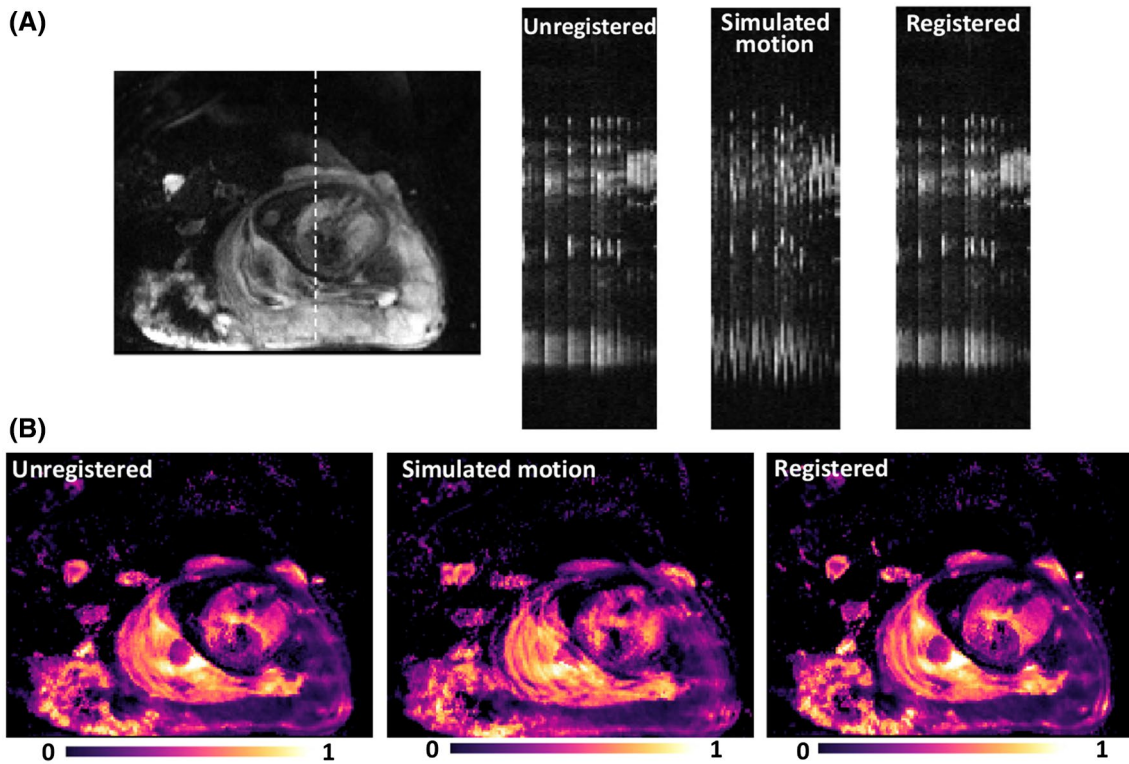 (A)
Unregistered
Simulated
motion
Registered
(B)
Unregistered
Simulated motion
Registered
0 1
0 1
0 1